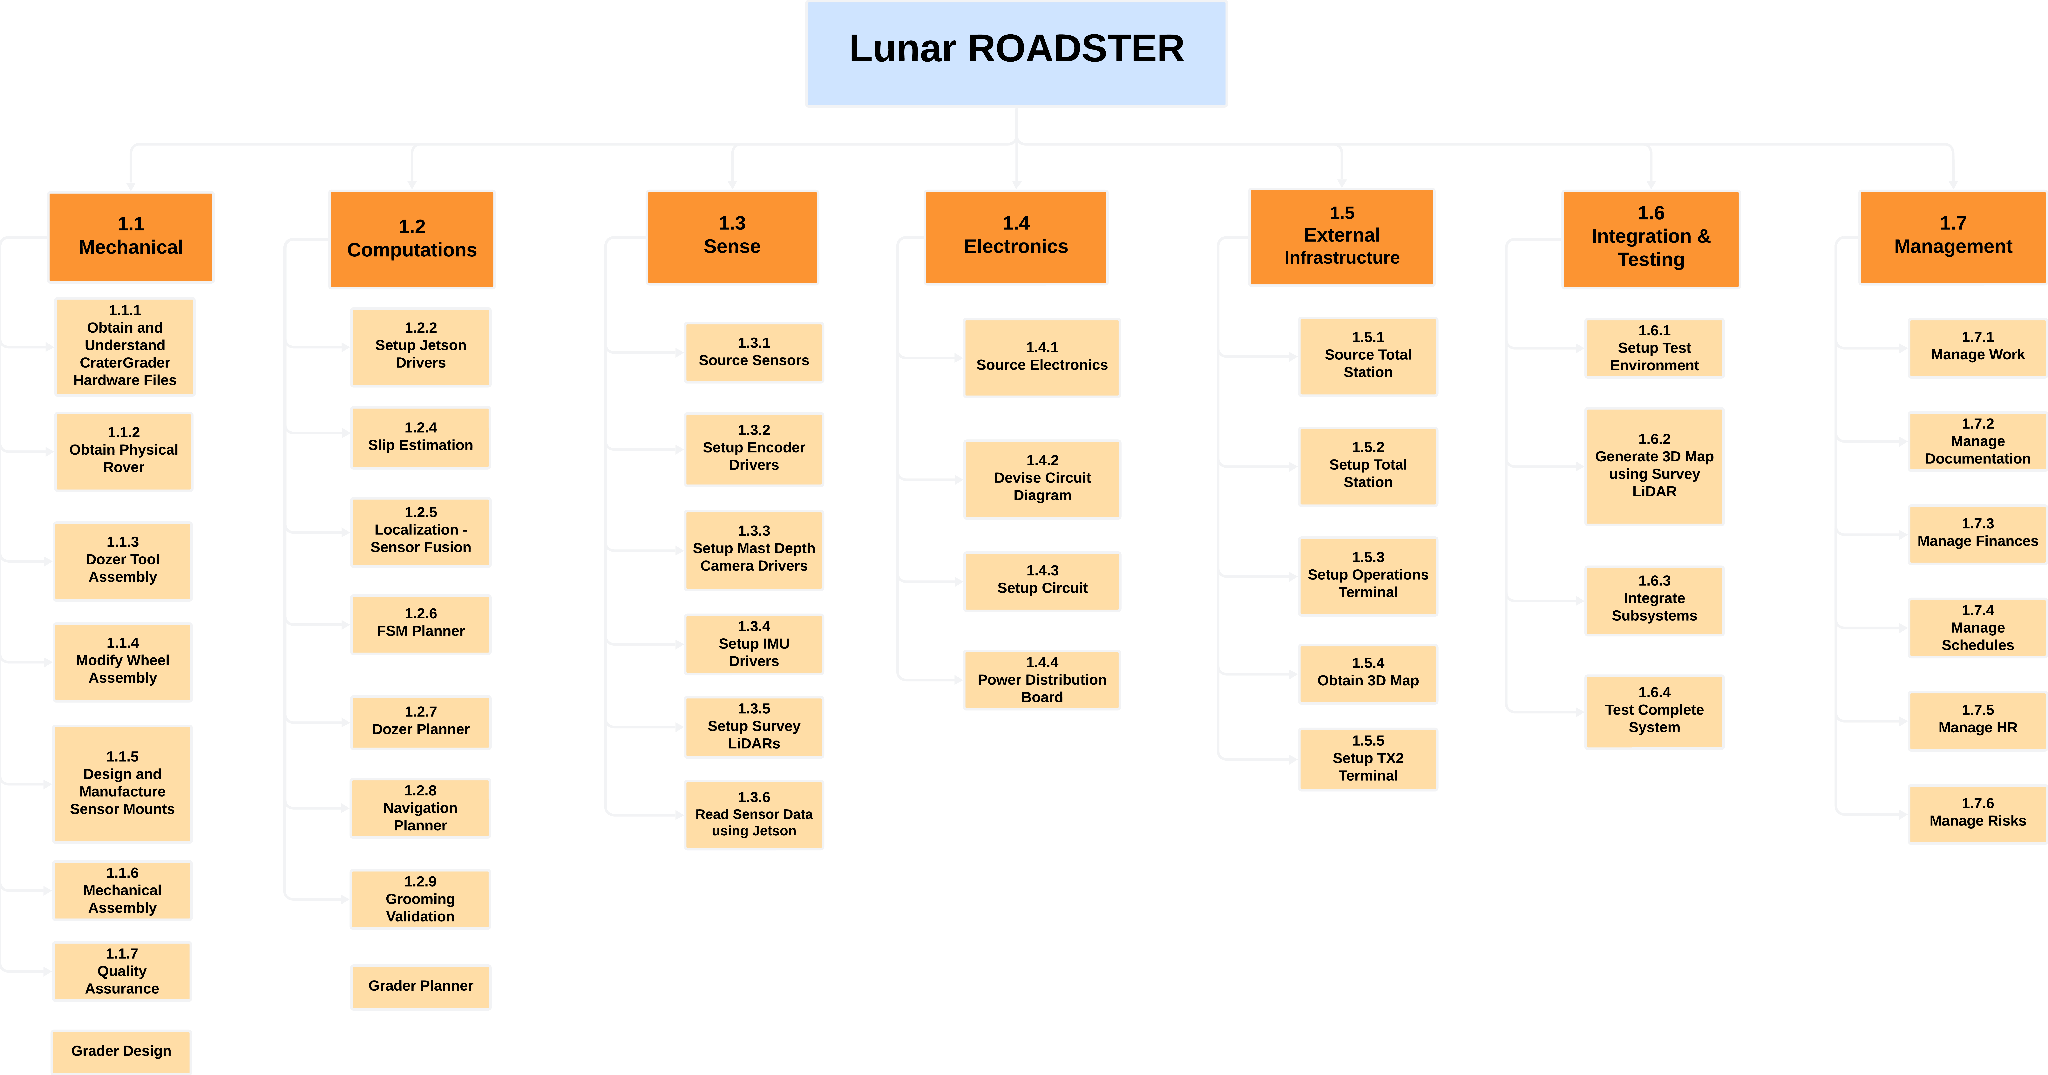 Lunar ROADSTER
1.1
Mechanical
1.1.1
Obtain and
Understand
CraterGrader
Hardware Files
1.1.2
Obtain Physical
Rover
1.1.3
Dozer Tool
Assembly
1.1.4
Modify Wheel
Assembly
1.1.5
Design and
Manufacture
Sensor Mounts
1.1.6
Mechanical
Assembly
1.1.7
Quality
Assurance
Grader Design
1.2
Computations
1.2.2
Setup Jetson
Drivers
1.2.4
Slip Estimation
1.2.5
Localization -
Sensor Fusion
1.2.6
FSM Planner
1.2.7
Dozer Planner
1.2.8
Navigation
Planner
1.2.9
Grooming
Validation
Grader Planner
1.3
Sense
1.3.1
Source Sensors
1.3.2
Setup Encoder
Drivers
1.3.3
Setup Mast Depth
Camera Drivers
1.3.4
Setup IMU
Drivers
1.3.5
Setup Survey
LiDARs
1.3.6
Read Sensor Data
using Jetson
1.4
Electronics
1.4.1
Source Electronics
1.4.2
Devise Circuit
Diagram
1.4.3
Setup Circuit
1.4.4
Power Distribution
Board
1.5
External
Infrastructure
1.5.1
Source Total
Station
1.5.2
Setup Total
Station
1.5.3
Setup Operations
Terminal
1.5.4
Obtain 3D Map
1.5.5
Setup TX2
Terminal
1.6
Integration &
Testing
1.6.1
Setup Test
Environment
1.6.2
Generate 3D Map
using Survey
LiDAR
1.6.3
Integrate
Subsystems
1.6.4
Test Complete
System
1.7
Management
1.7.1
Manage Work
1.7.2
Manage
Documentation
1.7.3
Manage Finances
1.7.4
Manage
Schedules
1.7.5
Manage HR
1.7.6
Manage Risks